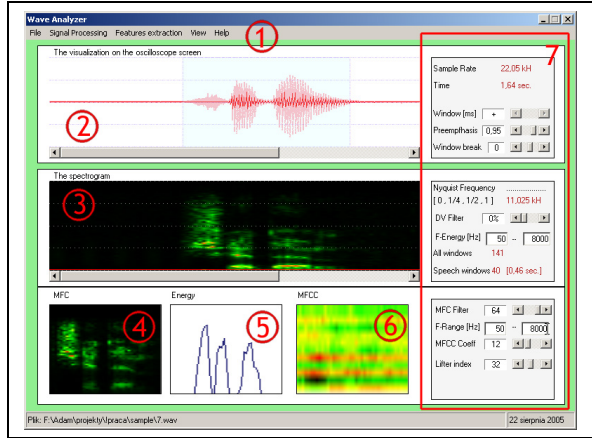 Wave Analyzer
File Signal Processing Features extraction View Help
1
7
The visualization on the oscilloscope screen
2
Sample Rate 22,05 kH
Time 1,64 sec.
Window [ms] +
Preempthasis 0,95
Window break 0
The spectrogram
3
Nyquist Frequency ....................
[ 0 , 1/4 , 1/2 , 1 ] 11,025 kH
DV Filter 0%
F-Energy [Hz] 50 -- 8000
All windows 141
Speech windows 40 [0,46 sec.]
MFC Energy MFCC
4 5 6
MFC Filter 64
F-Range [Hz] 50 -- 8000
MFCC Coeff 12
Lifter index 32
Plik: F:\Adam\projekty\!praca\sample\7.wav 22 sierpnia 2005